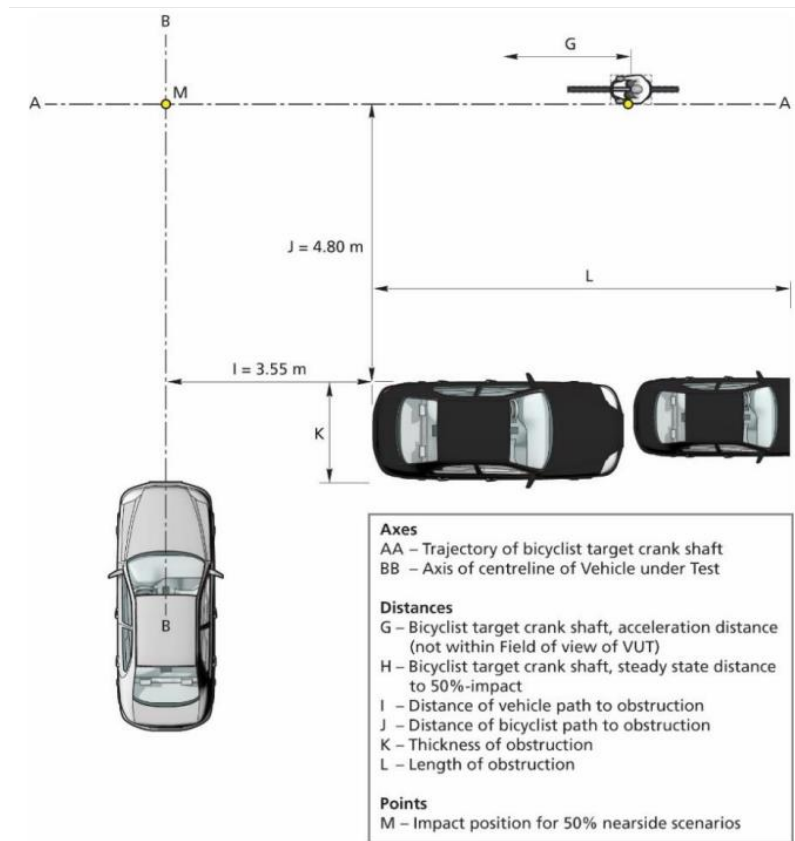 B
G
A
M
A
J = 4.80 m
L
I = 3.55 m
K
B
Axes
AA – Trajectory of bicyclist target crank shaft
BB – Axis of centreline of Vehicle under Test
Distances
G – Bicyclist target crank shaft, acceleration distance
(not within Field of view of VUT)
H – Bicyclist target crank shaft, steady state distance
to 50%-impact
I – Distance of vehicle path to obstruction
J – Distance of bicyclist path to obstruction
K – Thickness of obstruction
L – Length of obstruction
Points
M – Impact position for 50% nearside scenarios